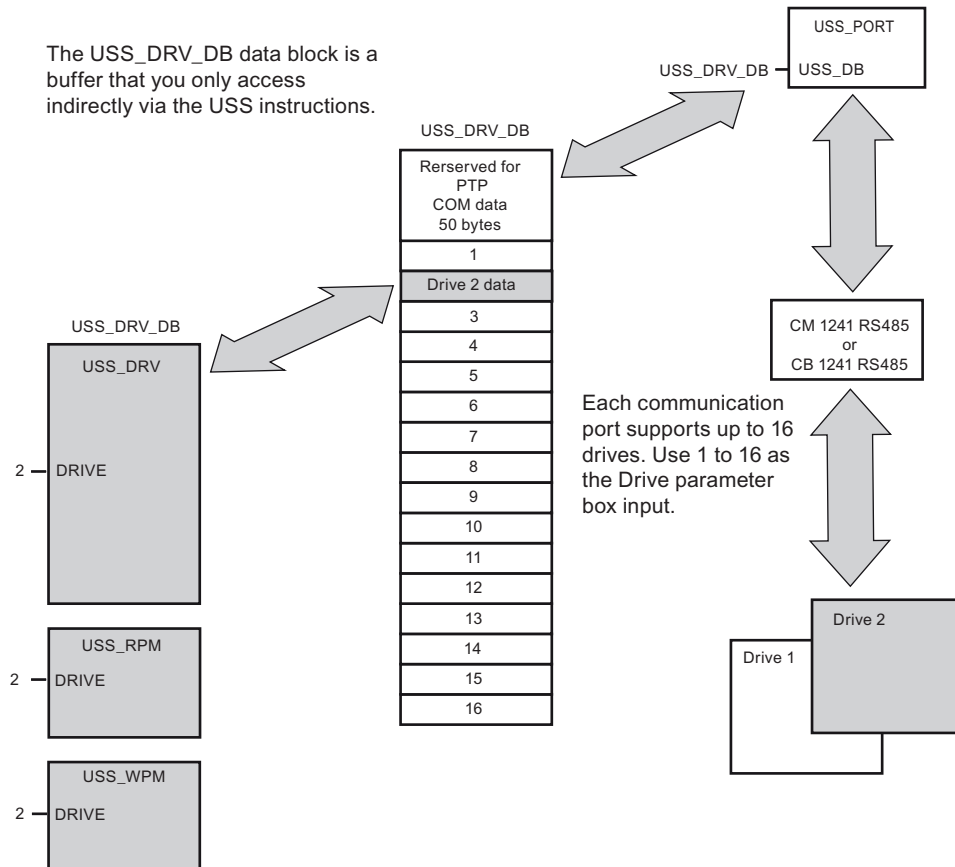 The USS_DRV_DB data block is a
buffer that you only access
indirectly via the USS instructions.
USS_PORT
USS_DRV_DB
USS_DB
USS_DRV_DB
Rerserved for
PTP
COM data
50 bytes
1
Drive 2 data
3
4
5
6
7
8
9
10
11
12
13
14
15
16
USS_DRV_DB
USS_DRV
2
DRIVE
USS_RPM
2
DRIVE
USS_WPM
2
DRIVE
CM 1241 RS485
or
CB 1241 RS485
Each communication
port supports up to 16
drives. Use 1 to 16 as
the Drive parameter
box input.
Drive 2
Drive 1